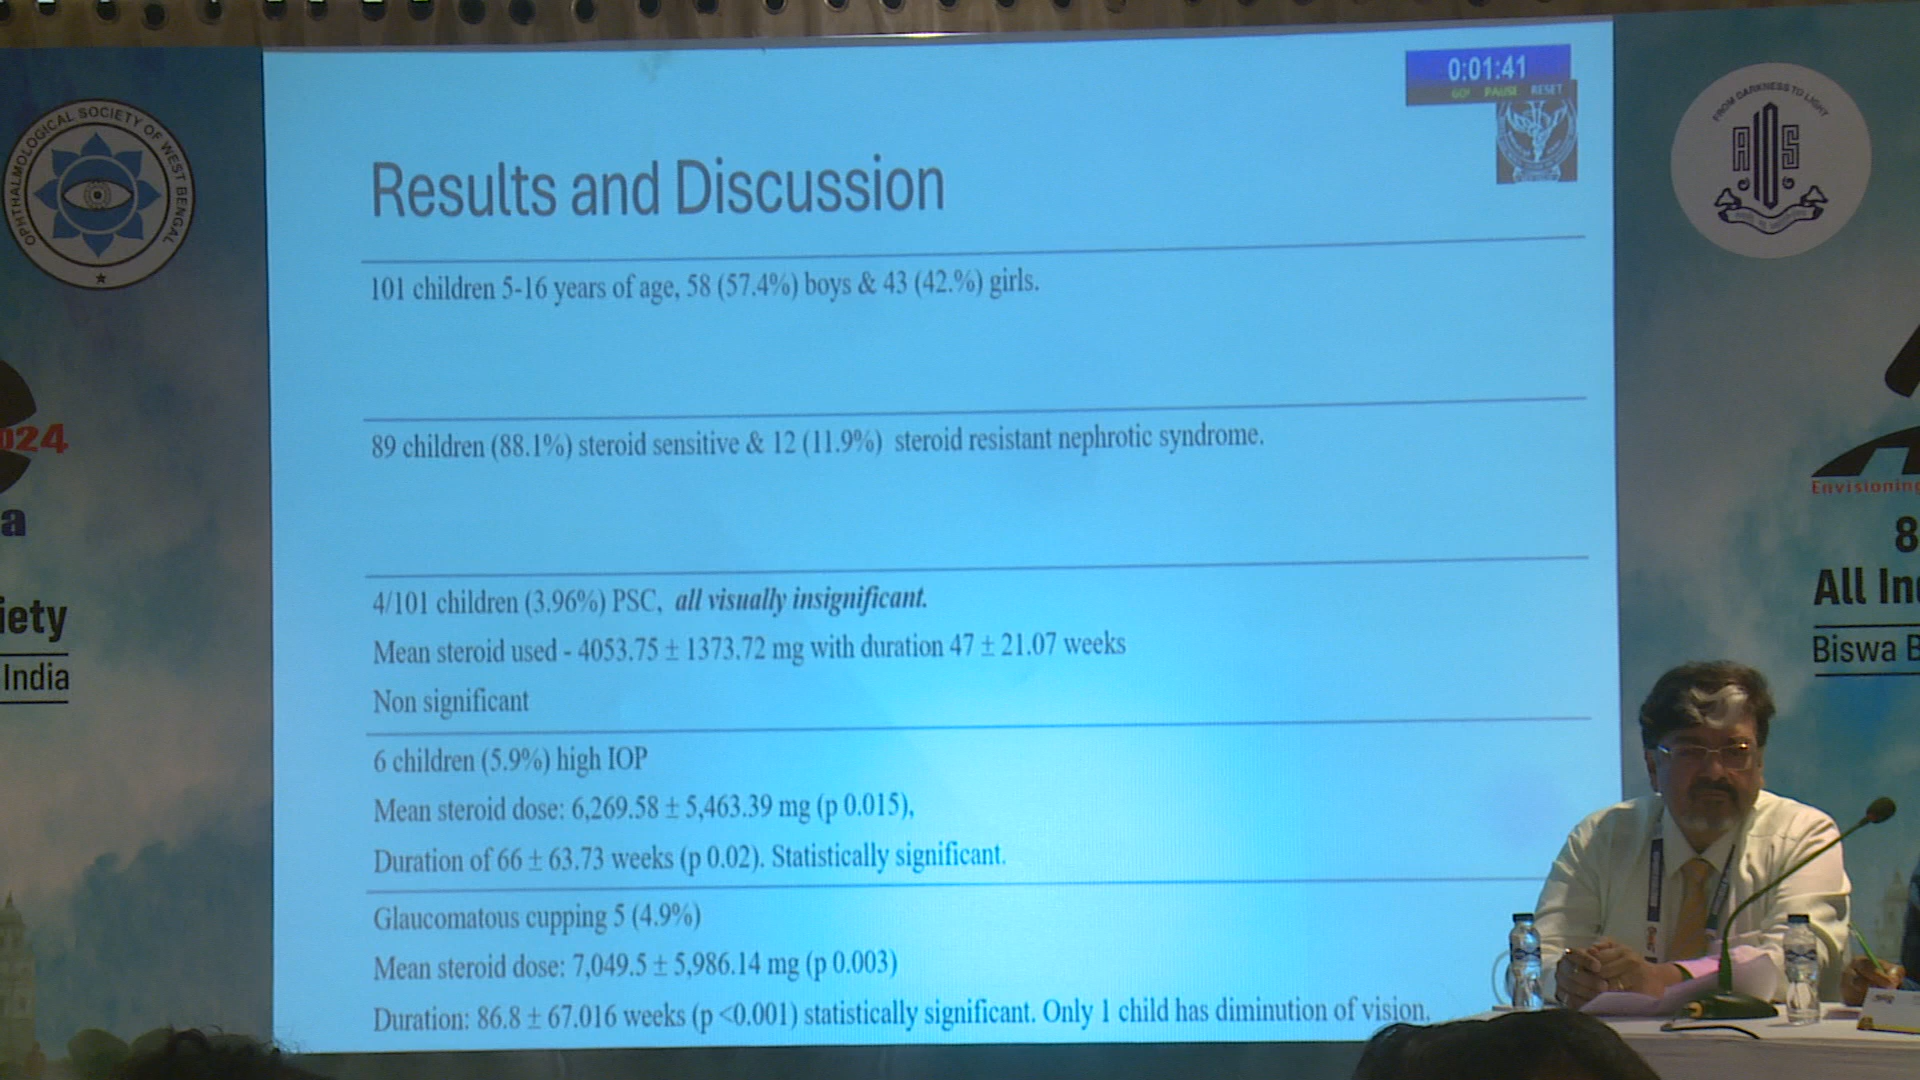 0:01:41
GO! PAUSE RESET
OPHTHALMOLOGICAL SOCIETY OF WEST BENGAL
FROM DARKNESS TO LIGHT
AIOS
Results and Discussion
101 children 5-16 years of age, 58 (57.4%) boys & 43 (42.%) girls.
89 children (88.1%) steroid sensitive & 12 (11.9%) steroid resistant nephrotic syndrome.
4/101 children (3.96%) PSC, all visually insignificant.
Mean steroid used - 4053.75 ± 1373.72 mg with duration 47 ± 21.07 weeks
Non significant
6 children (5.9%) high IOP
Mean steroid dose: 6,269.58 ± 5,463.39 mg (p 0.015),
Duration of 66 ± 63.73 weeks (p 0.02). Statistically significant.
Glaucomatous cupping 5 (4.9%)
Mean steroid dose: 7,049.5 ± 5,986.14 mg (p 0.003)
Duration: 86.8 ± 67.016 weeks (p <0.001) statistically significant. Only 1 child has diminution of vision.
024
a
iety
India
Envisioning
8
All In
Biswa B